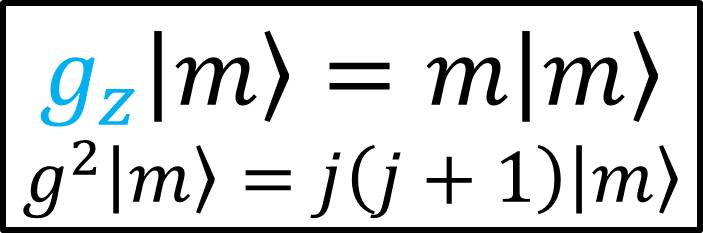 g_z|m⟩ = m|m⟩
g²|m⟩ = j(j + 1)|m⟩